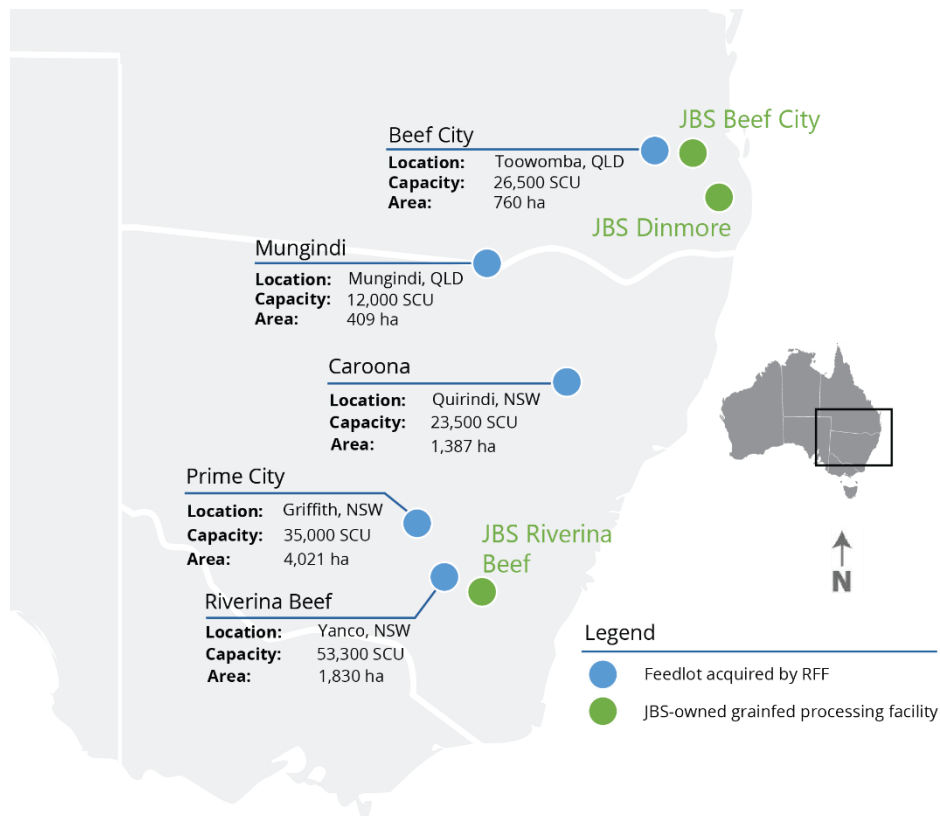 JBS Beef City
Beef City
Location: Toowomba, QLD
Capacity: 26,500 SCU
Area: 760 ha
JBS Dinmore
Mungindi
Location: Mungindi, QLD
Capacity: 12,000 SCU
Area: 409 ha
Caroona
Location: Quirindi, NSW
Capacity: 23,500 SCU
Area: 1,387 ha
Prime City
Location: Griffith, NSW
Capacity: 35,000 SCU
Area: 4,021 ha
JBS Riverina
Beef
Riverina Beef
Location: Yanco, NSW
Capacity: 53,300 SCU
Area: 1,830 ha
N
Legend
Feedlot acquired by RFF
JBS-owned grainfed processing facility